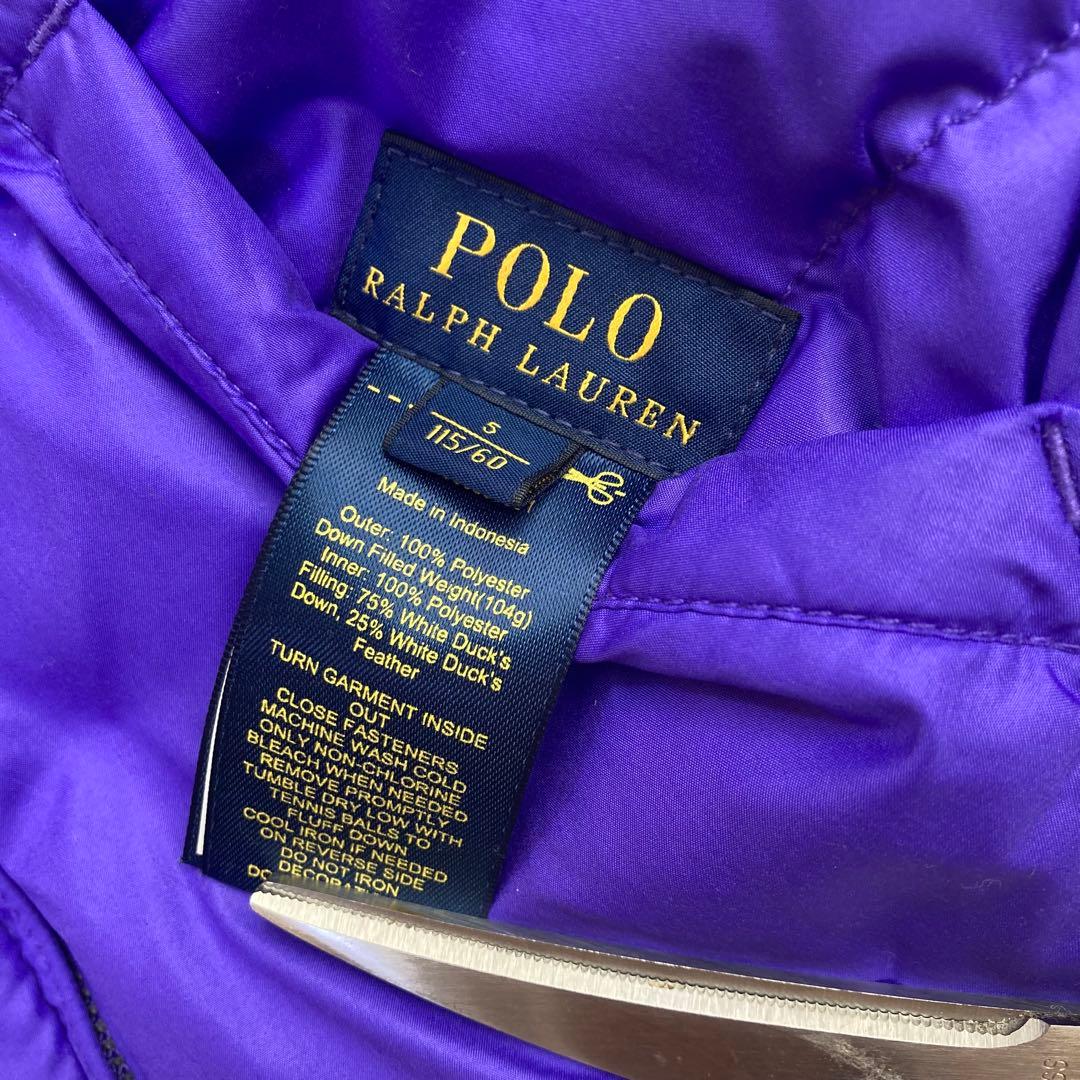 POLO
RALPH LAUREN
5
115/60
Made in Indonesia
Outer: 100% Polyester
Down Filled Weight(104g)
Inner: 100% Polyester
Filling: 75% White Duck's
Down, 25% White Duck's
Feather
TURN GARMENT INSIDE
OUT
CLOSE FASTENERS
MACHINE WASH COLD
ONLY NON-CHLORINE
BLEACH WHEN NEEDED
REMOVE PROMPTLY
TUMBLE DRY LOW WITH
TENNIS BALLS TO
FLUFF DOWN
COOL IRON IF NEEDED
ON REVERSE SIDE
DO NOT IRON